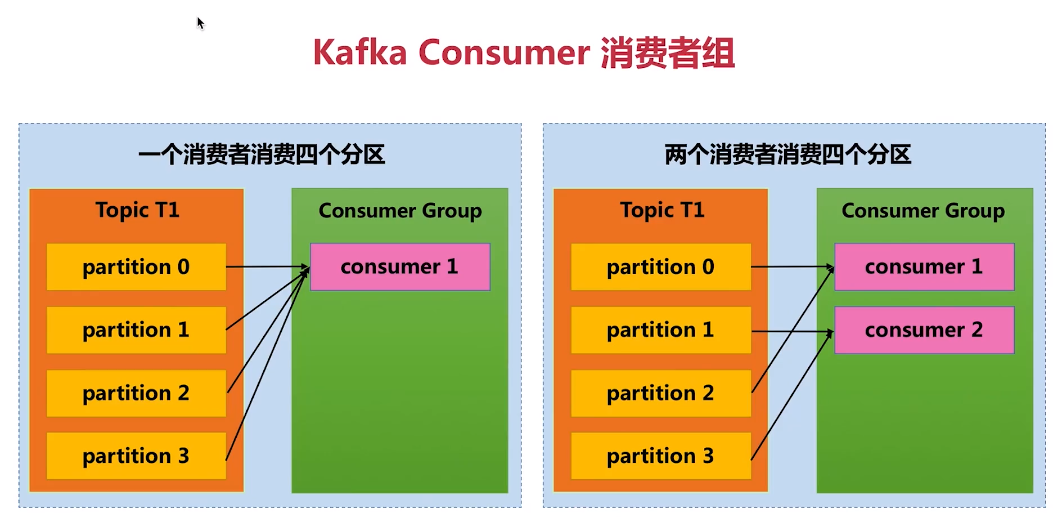 Kafka Consumer 消费者组
一个消费者消费四个分区
Topic T1
partition 0
partition 1
partition 2
partition 3
Consumer Group
consumer 1
两个消费者消费四个分区
Topic T1
partition 0
partition 1
partition 2
partition 3
Consumer Group
consumer 1
consumer 2